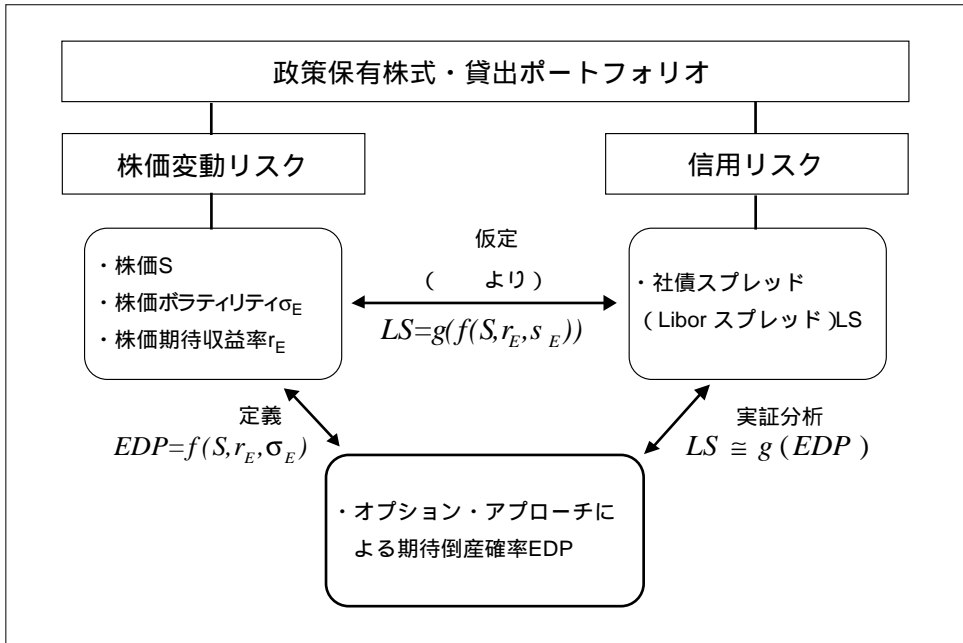 政策保有株式・貸出ポートフォリオ
株価変動リスク
信用リスク
・株価S
・株価ボラティリティσE
・株価期待収益率rE
仮定
(　　より)
LS=g(f(S,rE,sE))
・社債スプレッド
(Libor スプレッド)LS
定義
EDP=f(S,rE,σE)
実証分析
LS ≅ g(EDP)
・オプション・アプローチに
よる期待倒産確率EDP